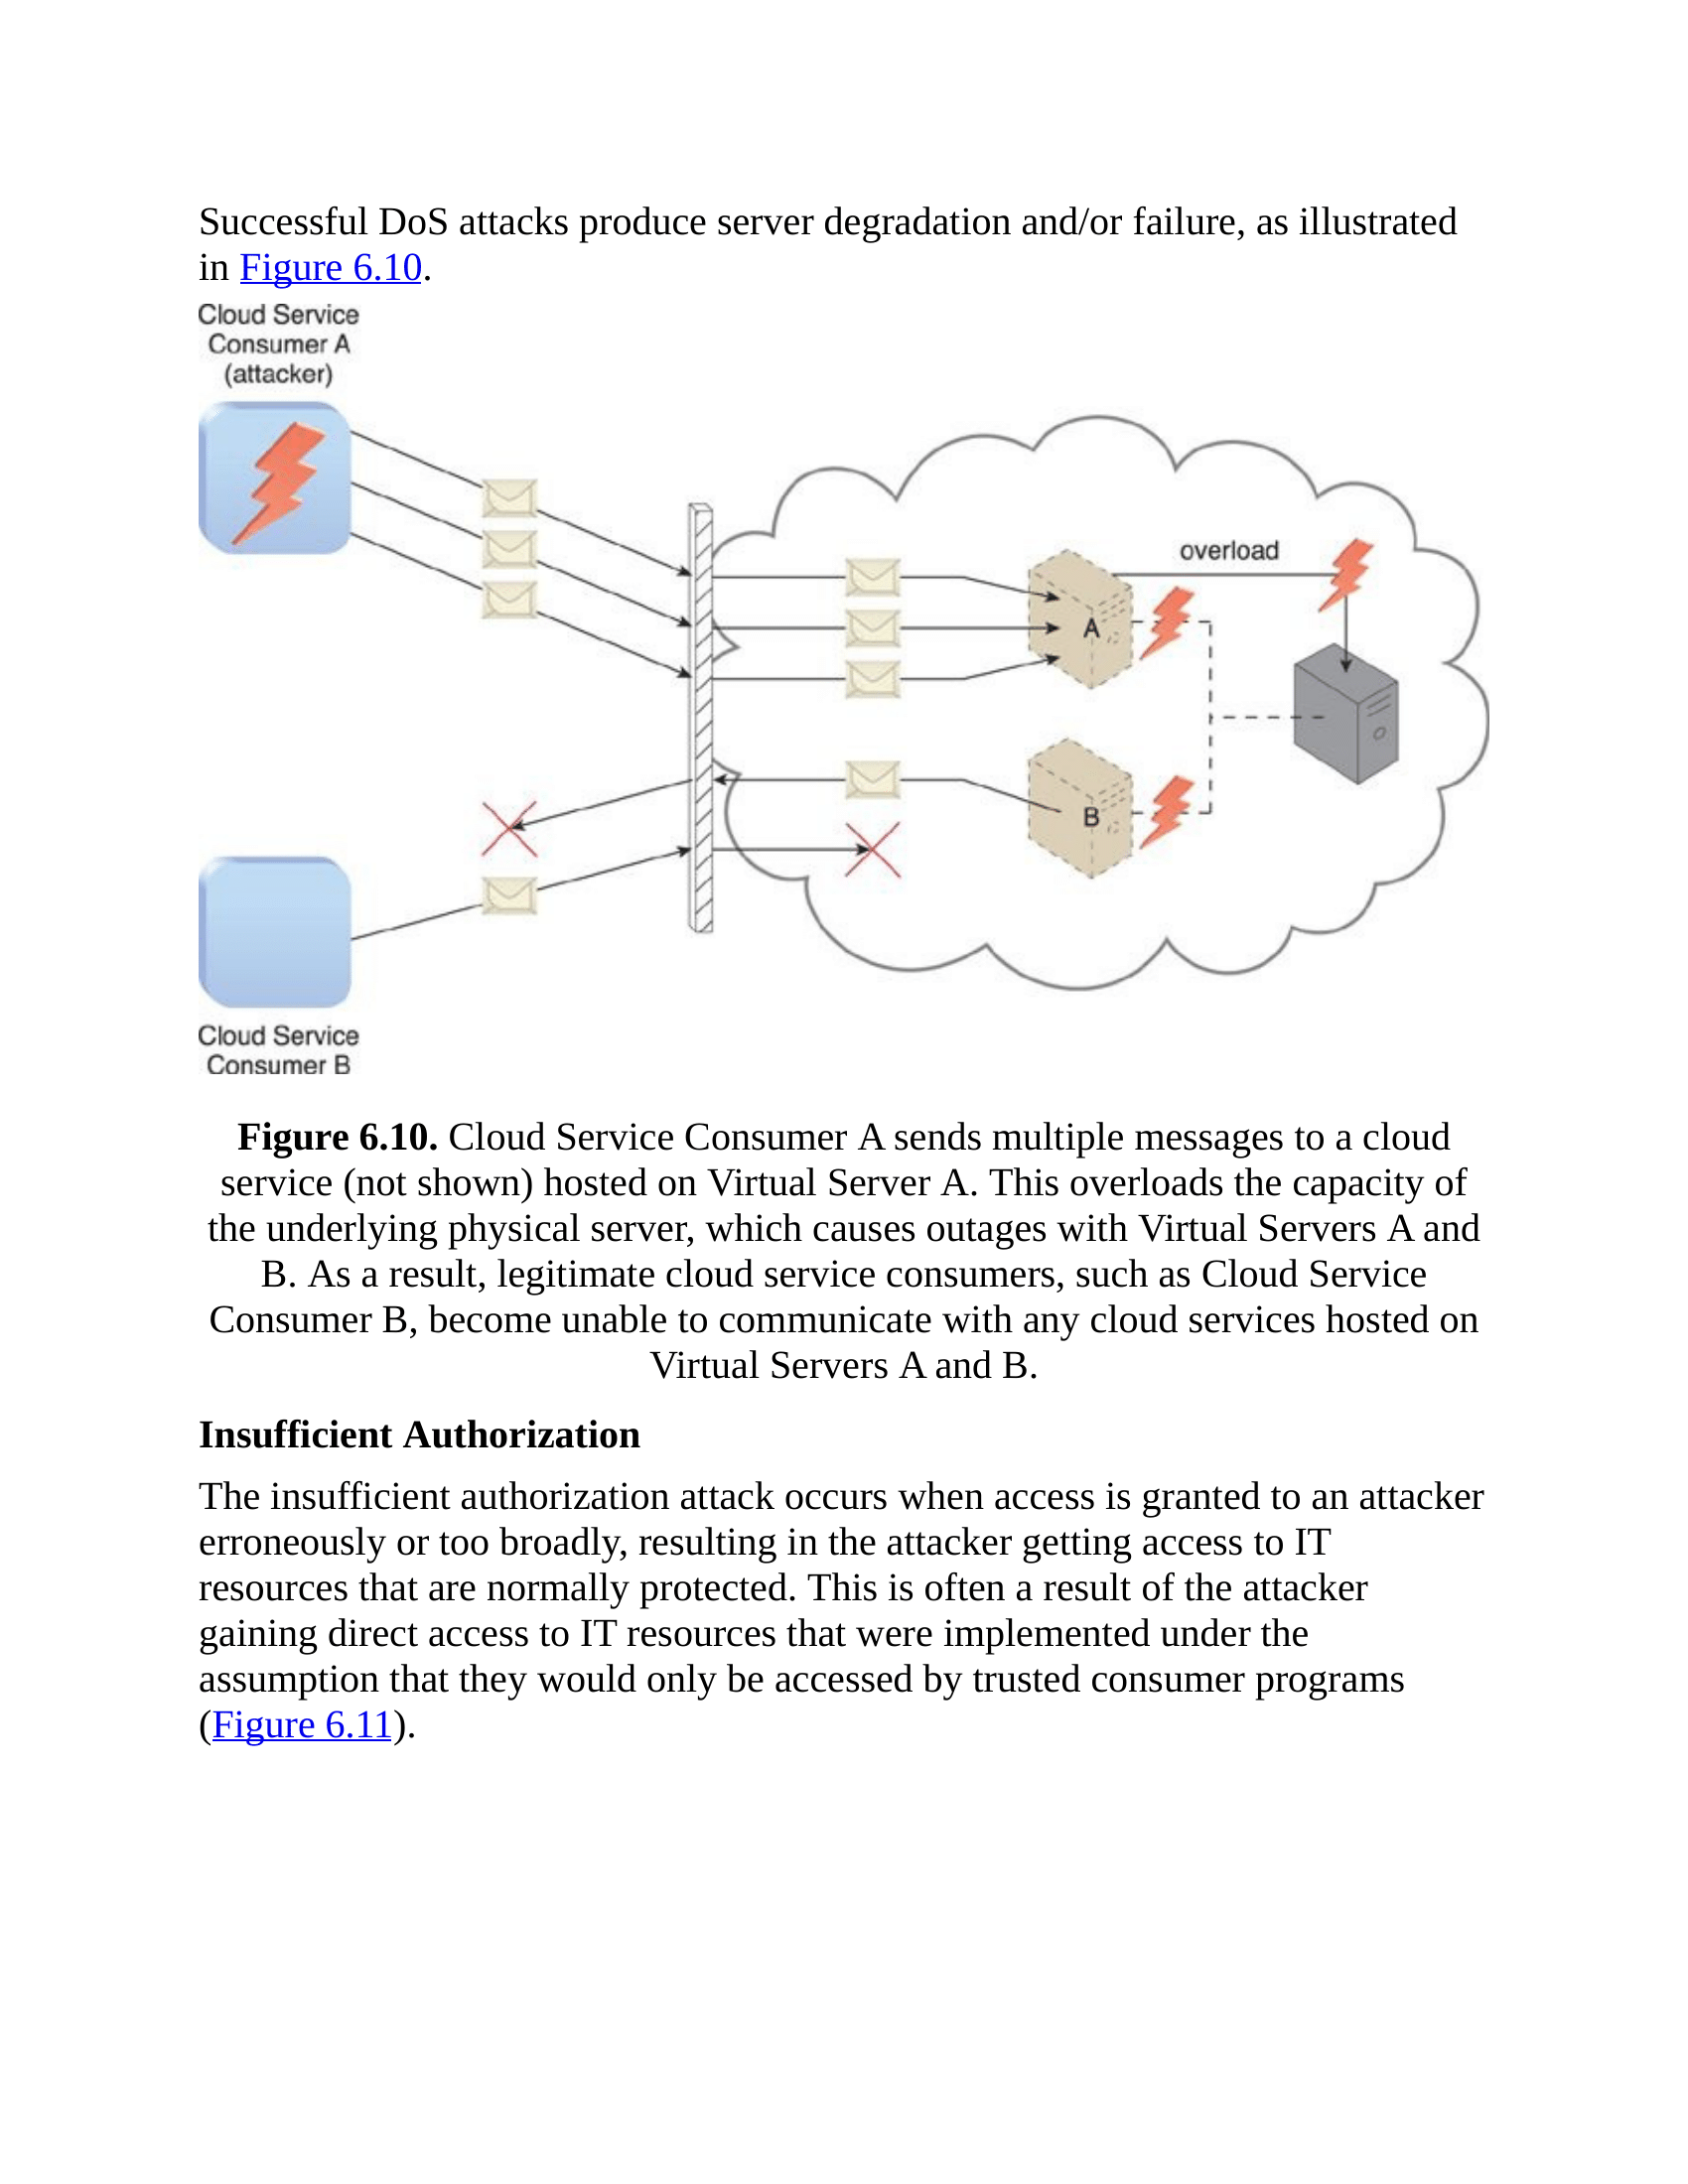 Successful DoS attacks produce server degradation and/or failure, as illustrated
in Figure 6.10.
Cloud Service
Consumer A
(attacker)
overload
A
B
Cloud Service
Consumer B
Figure 6.10. Cloud Service Consumer A sends multiple messages to a cloud
service (not shown) hosted on Virtual Server A. This overloads the capacity of
the underlying physical server, which causes outages with Virtual Servers A and
B. As a result, legitimate cloud service consumers, such as Cloud Service
Consumer B, become unable to communicate with any cloud services hosted on
Virtual Servers A and B.
Insufficient Authorization
The insufficient authorization attack occurs when access is granted to an attacker
erroneously or too broadly, resulting in the attacker getting access to IT
resources that are normally protected. This is often a result of the attacker
gaining direct access to IT resources that were implemented under the
assumption that they would only be accessed by trusted consumer programs
(Figure 6.11).